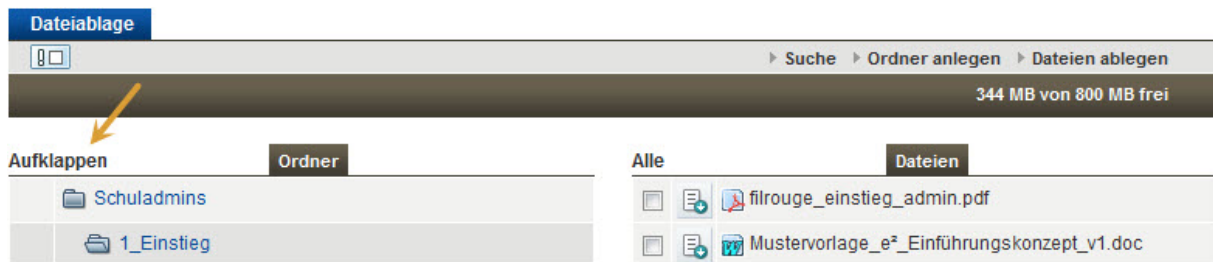 Dateiablage
Suche Ordner anlegen Dateien ablegen
344 MB von 800 MB frei
Aufklappen Ordner Alle Dateien
Schuladmins filrouge_einstieg_admin.pdf
1_Einstieg Mustervorlage_e²_Einführungskonzept_v1.doc